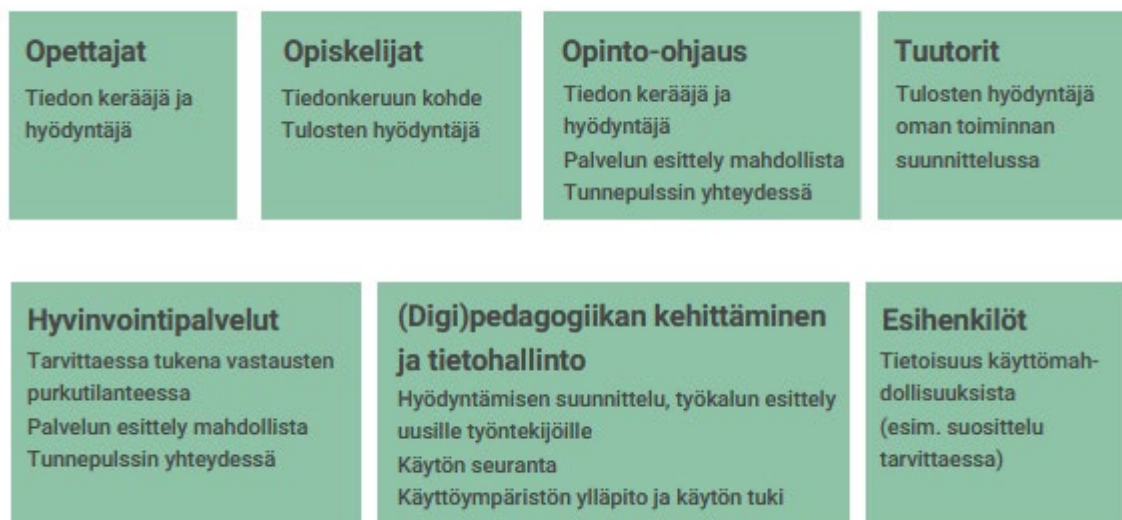 Opettajat
Tiedon kerääjä ja
hyödyntäjä
Opiskelijat
Tiedonkeruun kohde
Tulosten hyödyntäjä
Opinto-ohjaus
Tiedon kerääjä ja
hyödyntäjä
Palvelun esittely mahdollista
Tunnepulssin yhteydessä
Tuutorit
Tulosten hyödyntäjä
oman toiminnan
suunnittelussa
Hyvinvointipalvelut
Tarvittaessa tukena vastausten
purkutilanteessa
Palvelun esittely mahdollista
Tunnepulssin yhteydessä
(Digi)pedagogiikan kehittäminen
ja tietohallinto
Hyödyntämisen suunnittelu, työkalun esittely
uusille työntekijöille
Käytön seuranta
Käyttöympäristön ylläpito ja käytön tuki
Esihenkilöt
Tietoisuus käyttömah-
dollisuuksista
(esim. suosittelu
tarvittaessa)